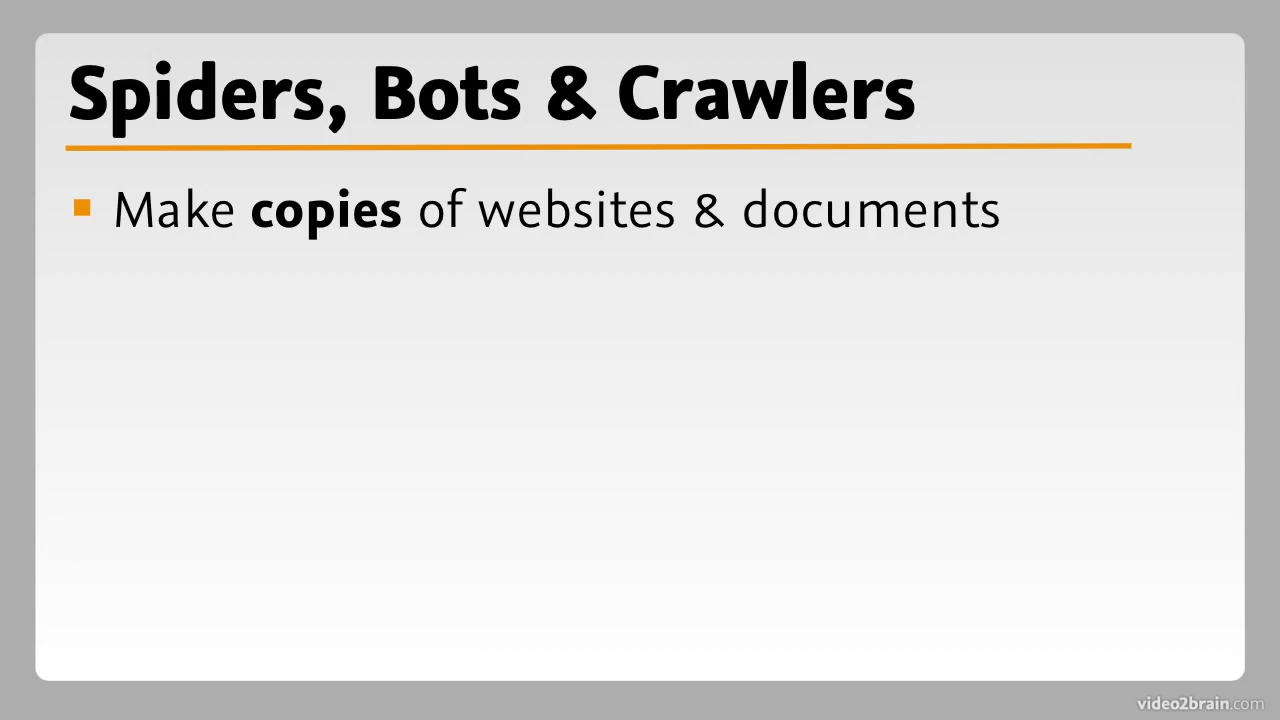 Spiders, Bots & Crawlers
Make copies of websites & documents
video2brain.com